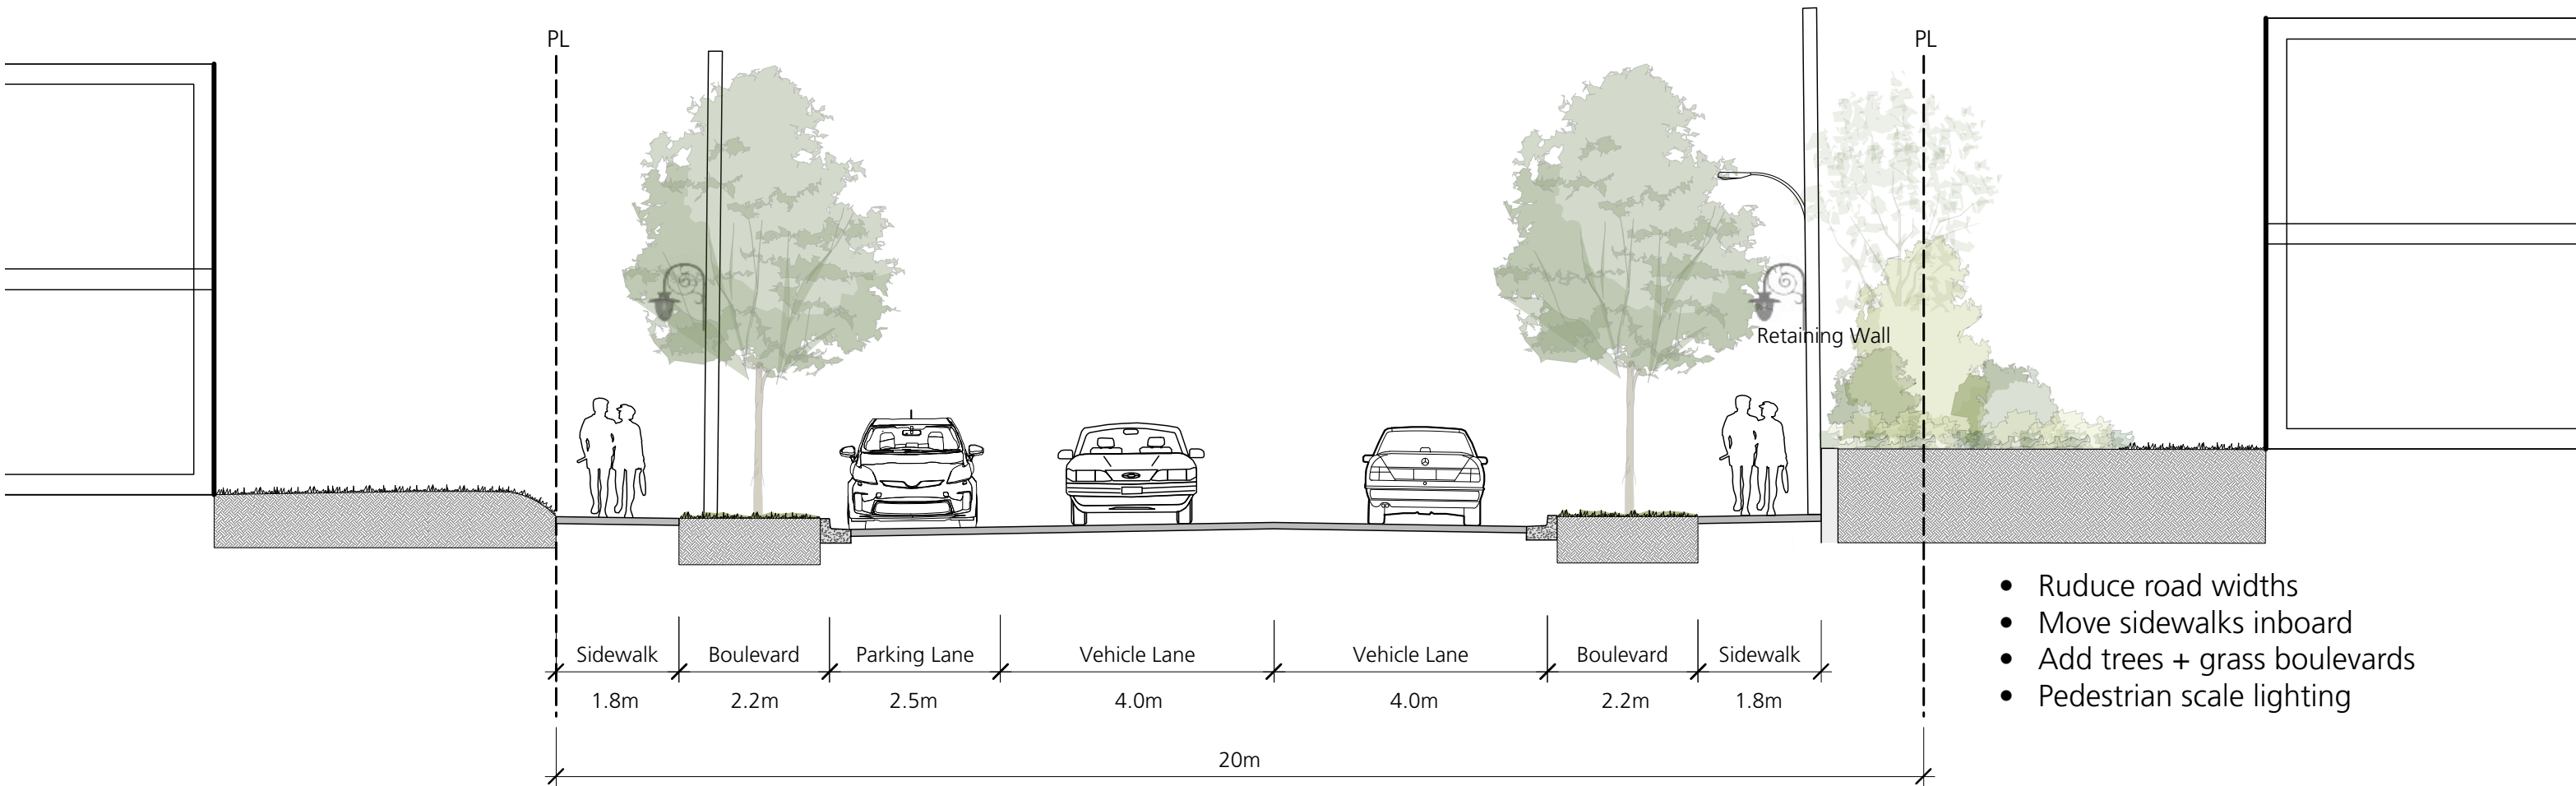 PL
PL
Retaining Wall
Sidewalk
Boulevard
Parking Lane
Vehicle Lane
Vehicle Lane
Boulevard
Sidewalk
1.8m
2.2m
2.5m
4.0m
4.0m
2.2m
1.8m
20m
• Ruduce road widths
• Move sidewalks inboard
• Add trees + grass boulevards
• Pedestrian scale lighting